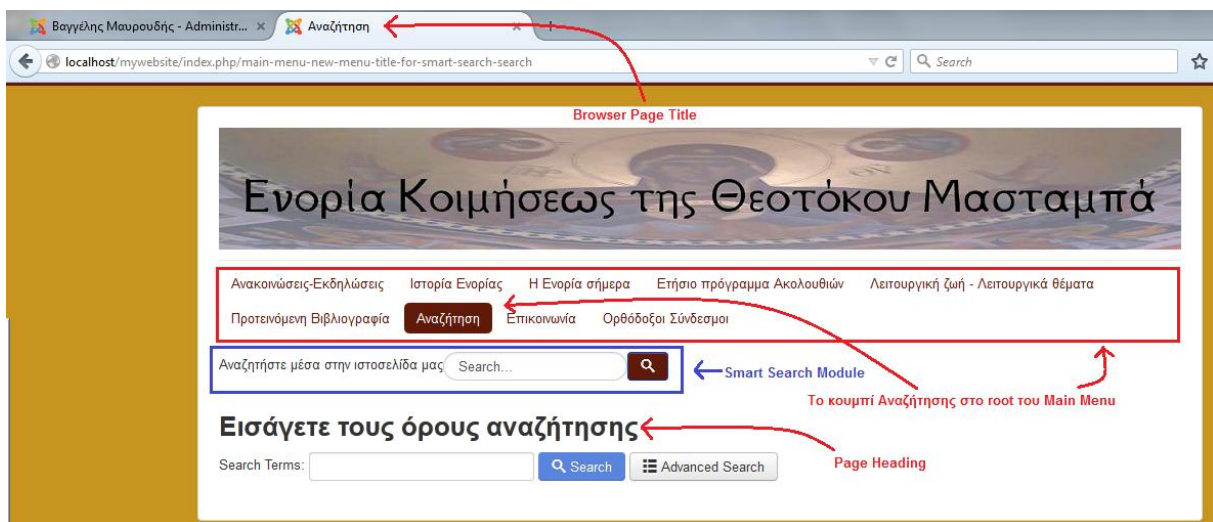 Βαγγέλης Μαυρουδής - Administr...
Αναζήτηση
localhost/mywebsite/index.php/main-menu-new-menu-title-for-smart-search-search
Search
Browser Page Title
Ενορία Κοιμήσεως της Θεοτόκου Μασταμπά
Ανακοινώσεις-Εκδηλώσεις Ιστορία Ενορίας Η Ενορία σήμερα Ετήσιο πρόγραμμα Ακολουθιών Λειτουργική ζωή - Λειτουργικά θέματα
Προτεινόμενη Βιβλιογραφία Αναζήτηση Επικοινωνία Ορθόδοξοι Σύνδεσμοι
Αναζητήστε μέσα στην ιστοσελίδα μας Search...
Smart Search Module
Το κουμπί Αναζήτησης στο root του Main Menu
Εισάγετε τους όρους αναζήτησης
Page Heading
Search Terms: Search Advanced Search